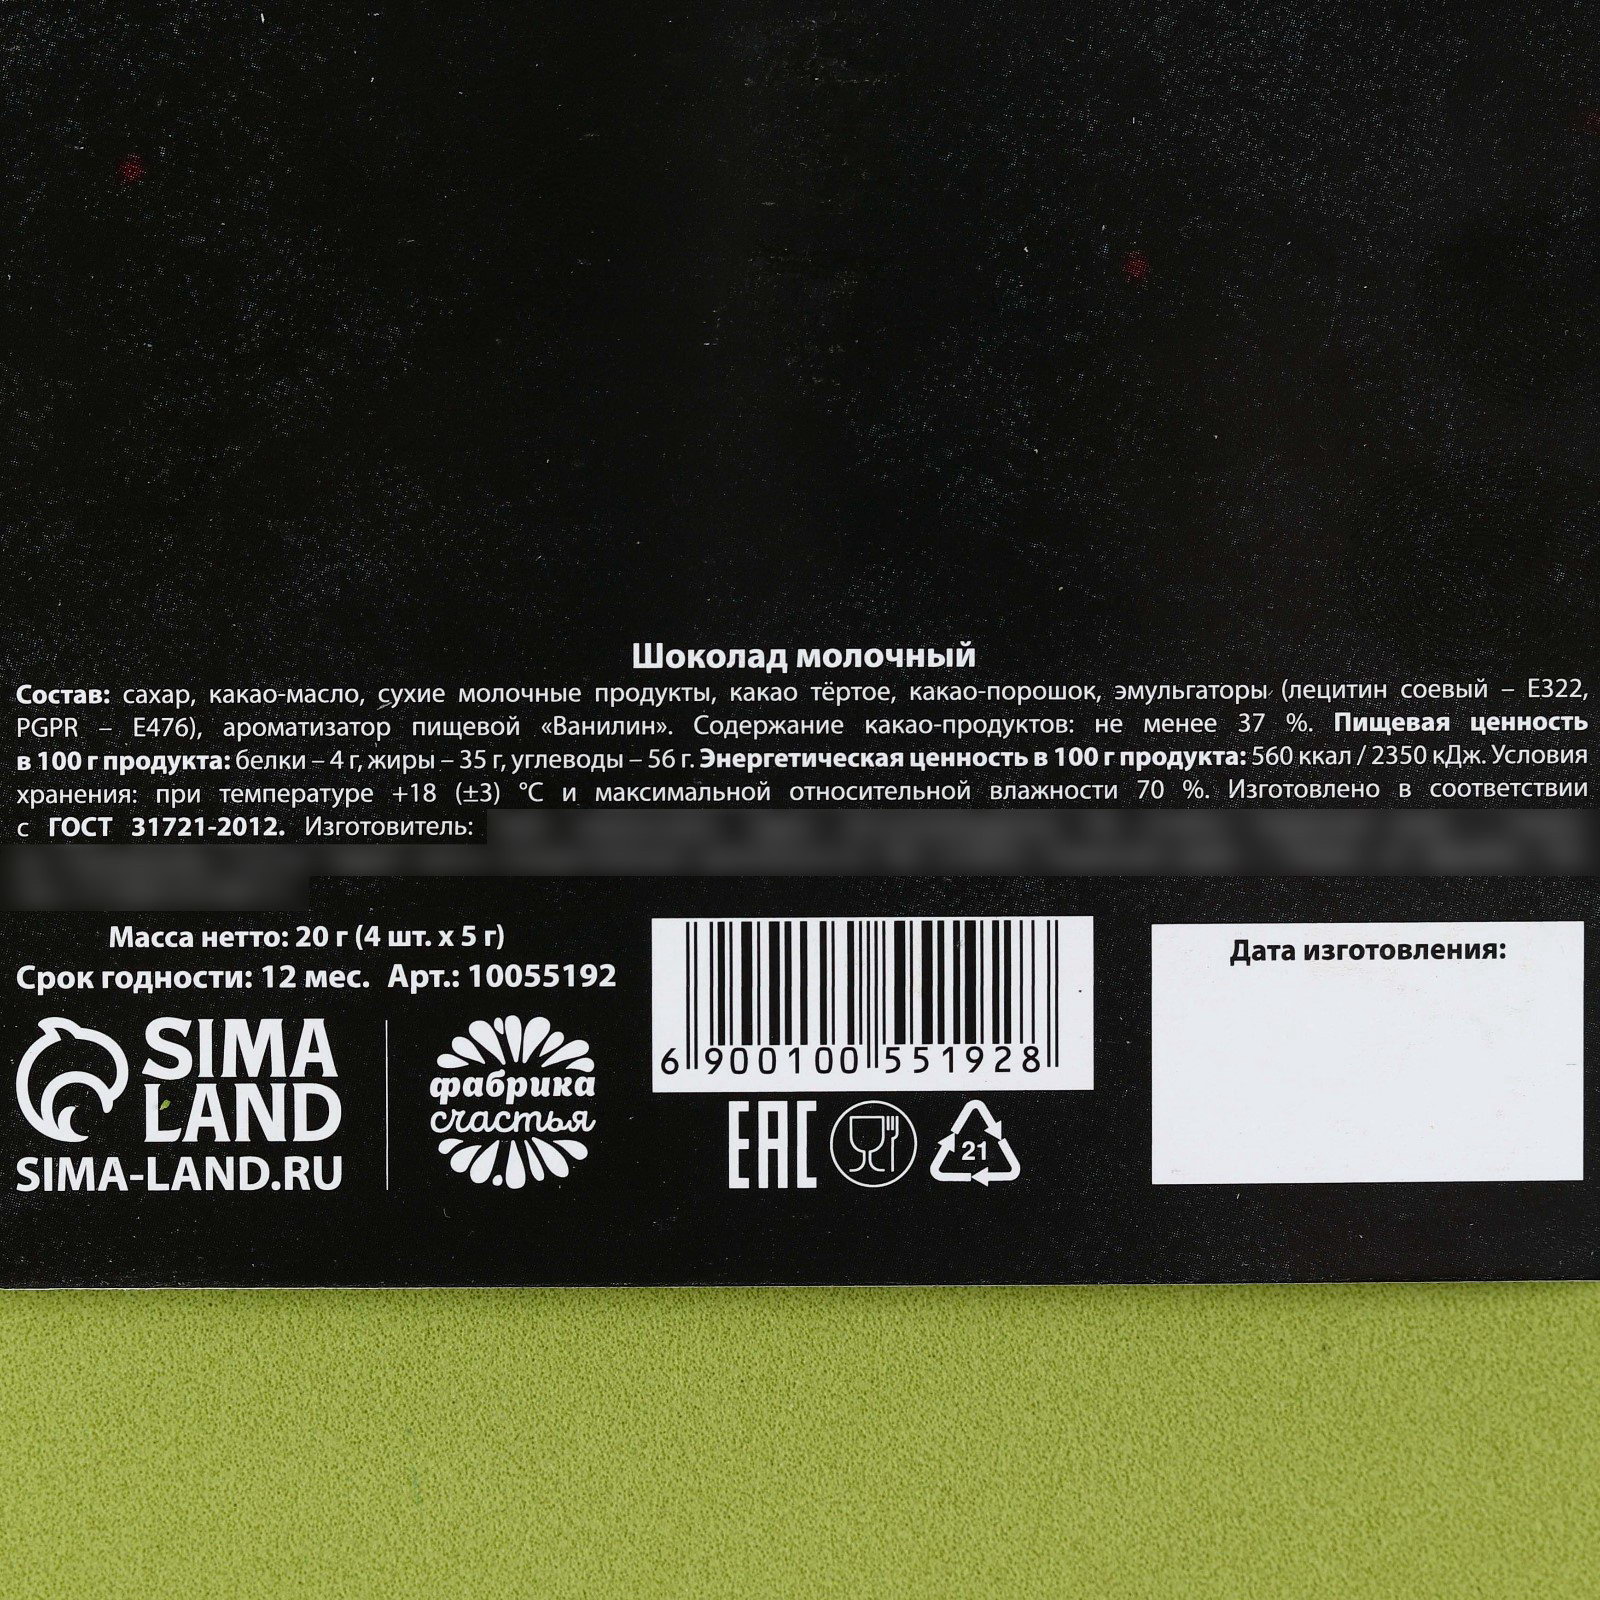 Шоколад молочный
Состав: сахар, какао-масло, сухие молочные продукты, какао тёртое, какао-порошок, эмульгаторы (лецитин соевый – Е322,
PGPR – Е476), ароматизатор пищевой «Ванилин». Содержание какао-продуктов: не менее 37 %. Пищевая ценность
в 100 г продукта: белки – 4 г, жиры – 35 г, углеводы – 56 г. Энергетическая ценность в 100 г продукта: 560 ккал / 2350 кДж. Условия
хранения: при температуре +18 (±3) °С и максимальной относительной влажности 70 %. Изготовлено в соответствии
с ГОСТ 31721-2012. Изготовитель:
Масса нетто: 20 г (4 шт. х 5 г)
Срок годности: 12 мес. Арт.: 10055192
SIMA
LAND
SIMA-LAND.RU
фабрика
счастья
6 900100 551928
EAC
21
Дата изготовления: